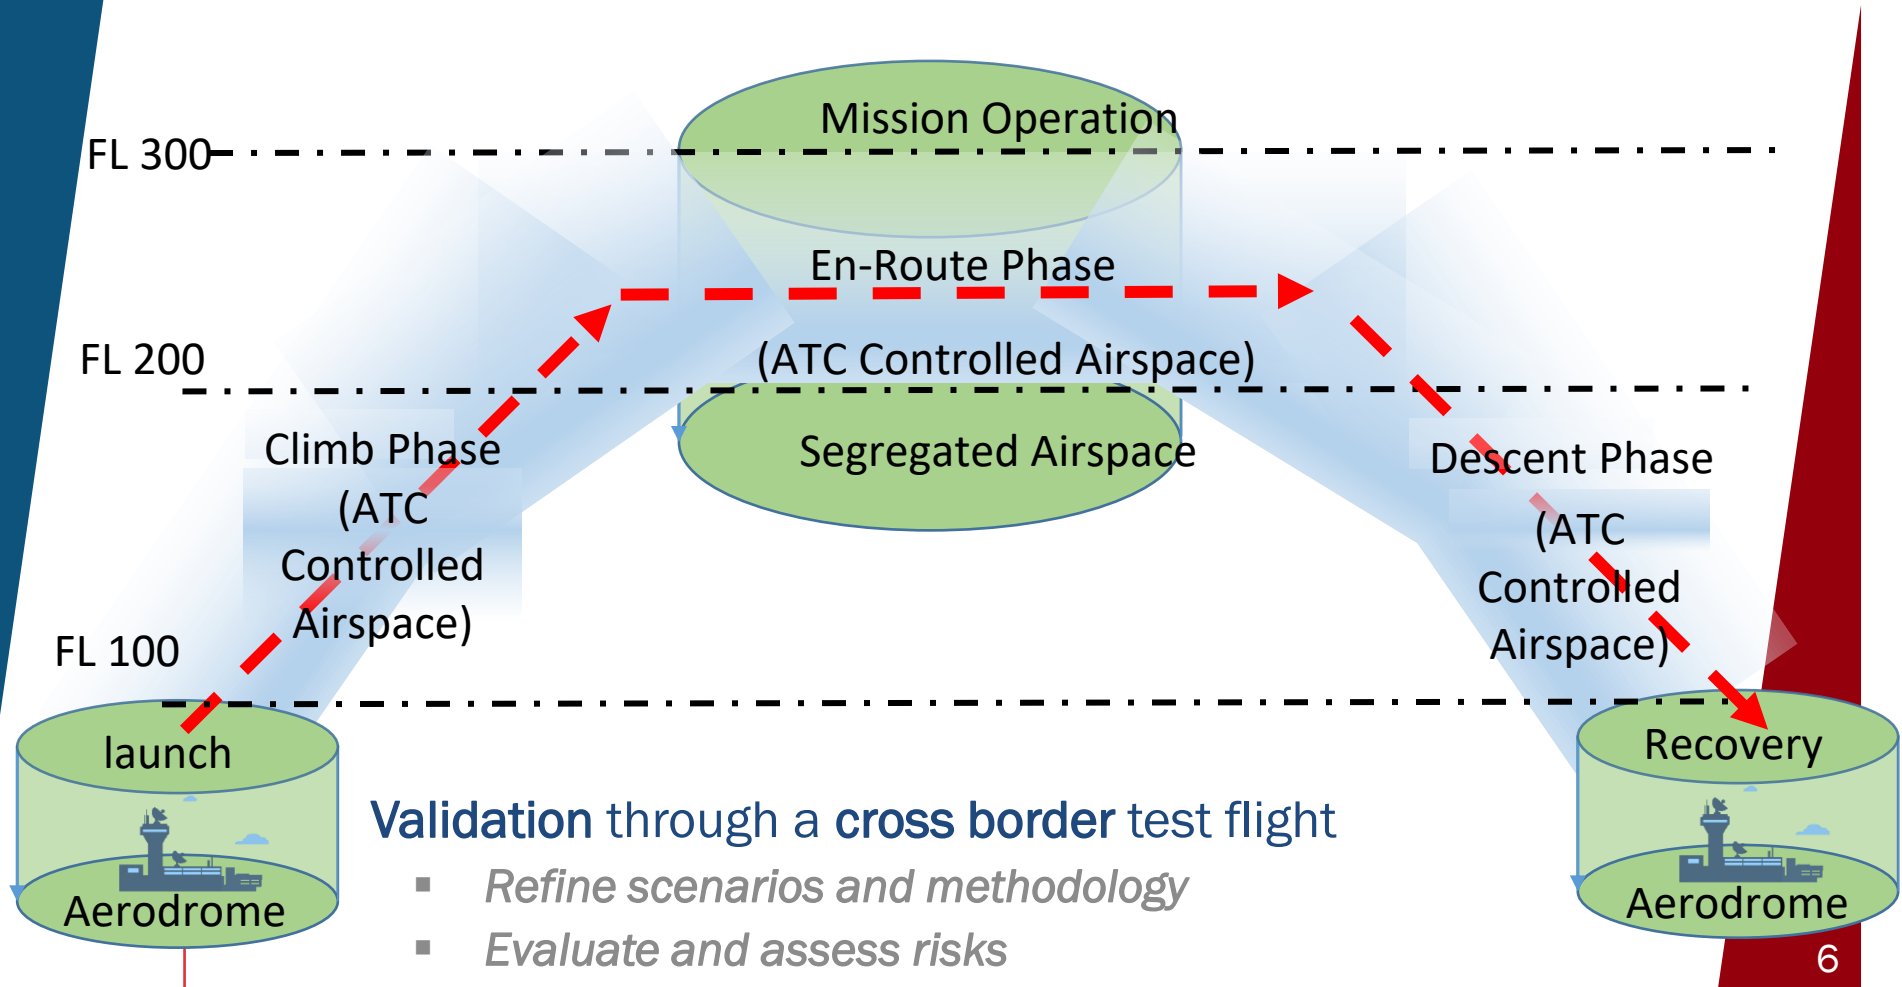 Mission Operation
FL 300
En-Route Phase
FL 200
(ATC Controlled Airspace)
Climb Phase
(ATC
Controlled
Airspace)
Segregated Airspace
Descent Phase
(ATC
Controlled
Airspace)
FL 100
launch
Aerodrome
Recovery
Aerodrome
Validation through a cross border test flight
▪ Refine scenarios and methodology
▪ Evaluate and assess risks
6